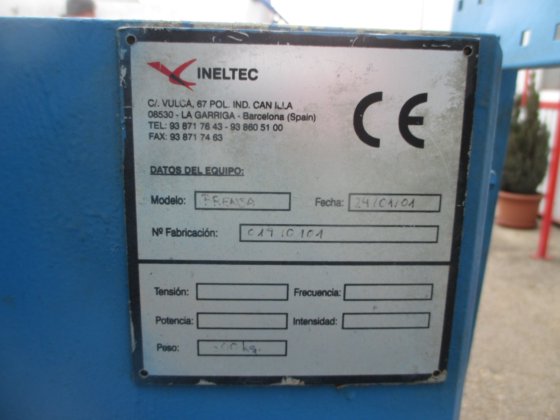 INELTEC
C/. VULCA, 67 POL. IND. CAN ILLA
08530 - LA GARRIGA - Barcelona (Spain)
TEL: 93 871 76 43 - 93 860 51 00
FAX: 93 871 74 63
CE
DATOS DEL EQUIPO:
Modelo: PRENSA Fecha: 24/01/01
Nº Fabricación:
Tensión: Frecuencia:
Potencia: Intensidad:
Peso: kg.